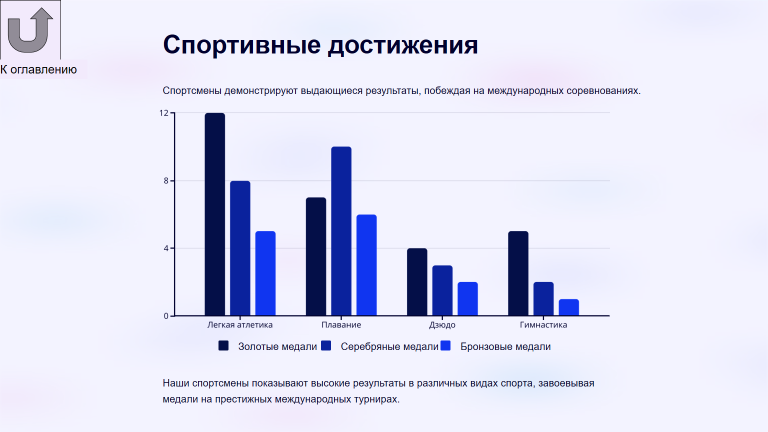 К оглавлению
Спортивные достижения
Спортсмены демонстрируют выдающиеся результаты, побеждая на международных соревнованиях.
12
8
4
0
Легкая атлетика Плавание Дзюдо Гимнастика
Золотые медали Серебряные медали Бронзовые медали
Наши спортсмены показывают высокие результаты в различных видах спорта, завоевывая
медали на престижных международных турнирах.